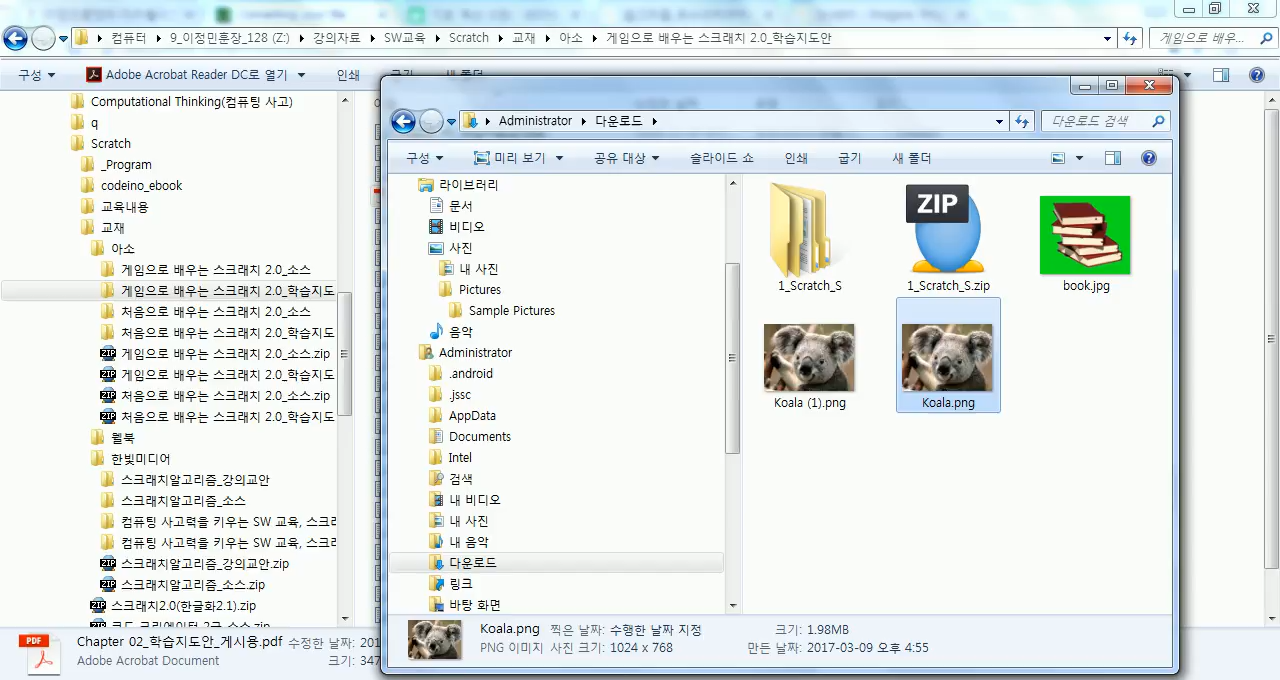 컴퓨터 9_이정민훈장_128 (Z:) 강의자료 SW교육 Scratch 교재 아소 게임으로 배우는 스크래치 2.0_학습지도안
게임으로 배우...
구성 Adobe Acrobat Reader DC로 열기 인쇄
Computational Thinking(컴퓨팅 사고)
q
Scratch
_Program
codeino_ebook
교육내용
교재
아소
게임으로 배우는 스크래치 2.0_소스
게임으로 배우는 스크래치 2.0_학습지도
처음으로 배우는 스크래치 2.0_소스
처음으로 배우는 스크래치 2.0_학습지도
ZIP 게임으로 배우는 스크래치 2.0_소스.zip
ZIP 게임으로 배우는 스크래치 2.0_학습지도
ZIP 처음으로 배우는 스크래치 2.0_소스.zip
ZIP 처음으로 배우는 스크래치 2.0_학습지도
웰북
한빛미디어
스크래치알고리즘_강의교안
스크래치알고리즘_소스
컴퓨팅 사고력을 키우는 SW 교육, 스크래
컴퓨팅 사고력을 키우는 SW 교육, 스크래
ZIP 스크래치알고리즘_강의교안.zip
ZIP 스크래치알고리즘_소스.zip
ZIP 스크래치2.0(한글화2.1).zip
PDF
Chapter 02_학습지도안_게시용.pdf 수정한 날짜: 201
Adobe Acrobat Document 크기: 347
Administrator 다운로드
다운로드 검색
구성 미리 보기 공유 대상 슬라이드 쇼 인쇄 굽기 새 폴더
라이브러리
문서
비디오
사진
내 사진
Pictures
Sample Pictures
음악
Administrator
.android
.jssc
AppData
Documents
Intel
검색
내 비디오
내 사진
내 음악
다운로드
링크
바탕 화면
ZIP
1_Scratch_S 1_Scratch_S.zip book.jpg
Koala (1).png Koala.png
Koala.png 찍은 날짜: 수행한 날짜 지정 크기: 1.98MB
PNG 이미지 사진 크기: 1024 x 768 만든 날짜: 2017-03-09 오후 4:55